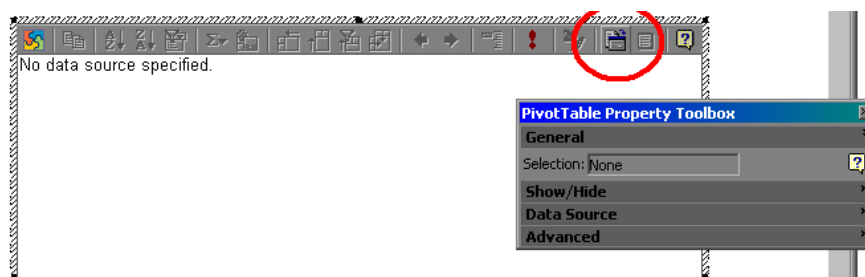 No data source specified.
PivotTable Property Toolbox
General
Selection: None
Show/Hide
Data Source
Advanced